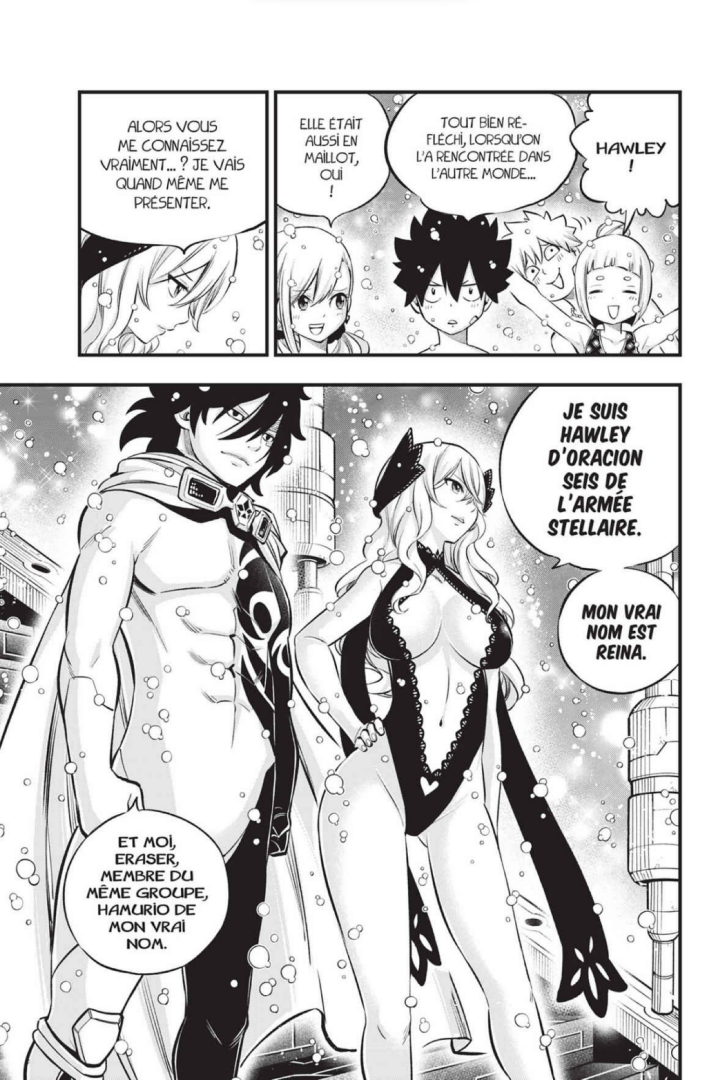 HAWLEY
!
TOUT BIEN RÉ-
FLÉCHI, LORSQU'ON
L'A RENCONTRÉE DANS
L'AUTRE MONDE...
ELLE ÉTAIT
AUSSI EN
MAILLOT,
OUI
!
ALORS VOUS
ME CONNAISSEZ
VRAIMENT... ? JE VAIS
QUAND MÊME ME
PRÉSENTER.
JE SUIS
HAWLEY
D'ORACION
SEIS DE
L'ARMÉE
STELLAIRE.
MON VRAI
NOM EST
REINA.
ET MOI,
ERASER,
MEMBRE DU
MÊME GROUPE,
HAMURIO DE
MON VRAI
NOM.